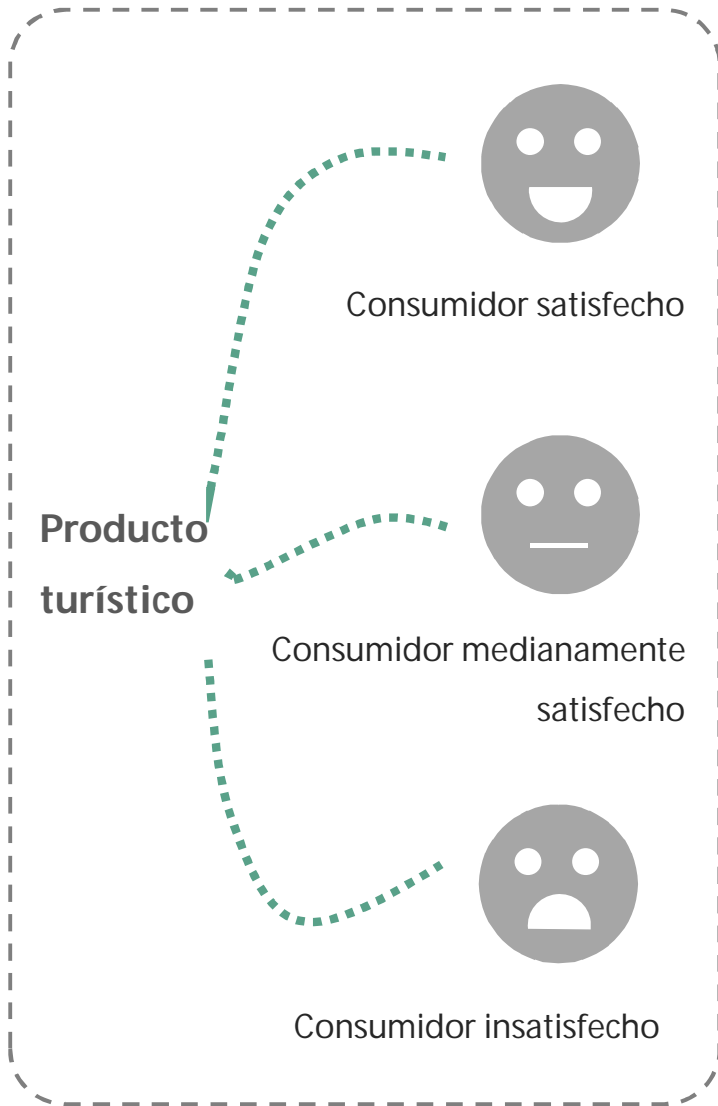 Consumidor satisfecho
Producto
turístico
Consumidor medianamente
satisfecho
Consumidor insatisfecho